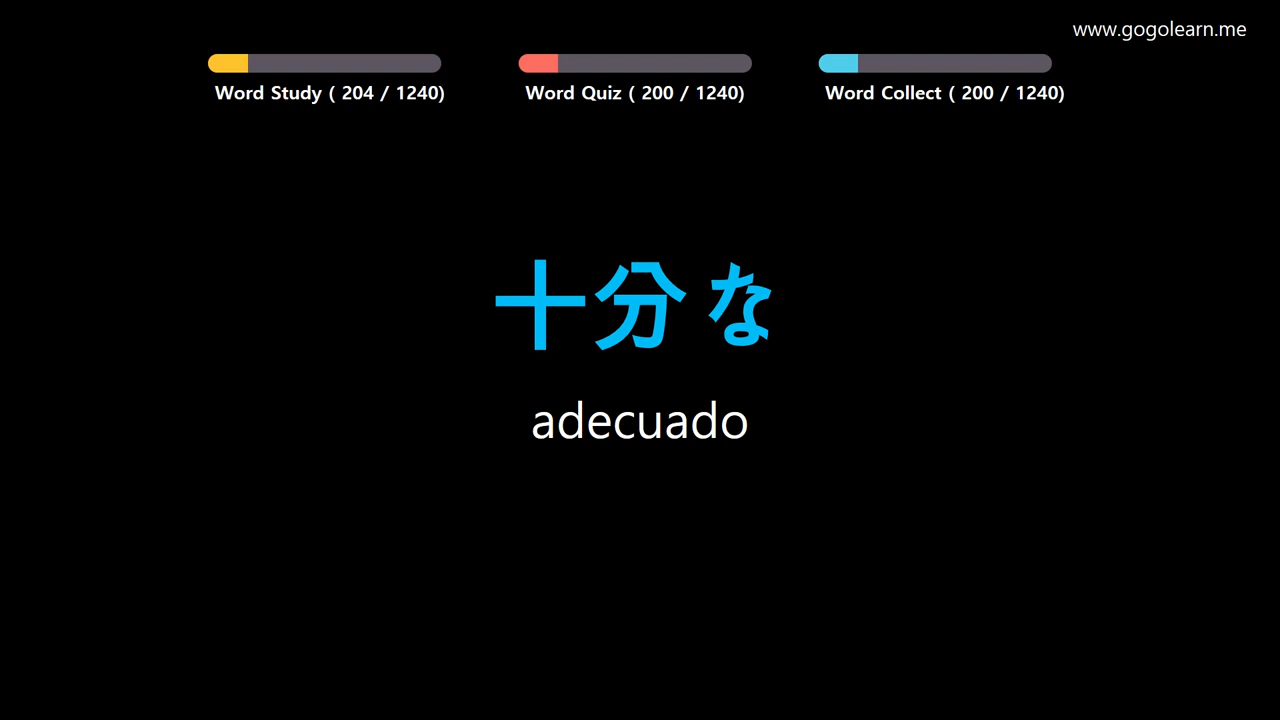 www.gogolearn.me
Word Study ( 204 / 1240)
Word Quiz ( 200 / 1240)
Word Collect ( 200 / 1240)
十分な
adecuado